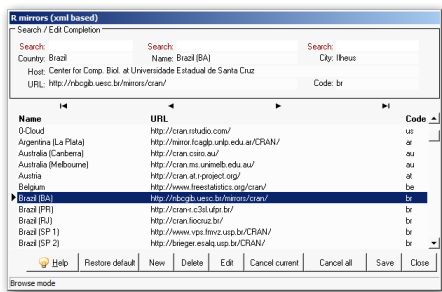 R mirrors (xml based)
Search / Edit Completion
Search: Search: Search:
Country: Brazil Name: Brazil (BA) City: Ilheus
Host: Center for Comp. Biol. at Universidade Estadual de Santa Cruz
URL: http://nbcgib.uesc.br/mirrors/cran/ Code: br
Name URL Code
0-Cloud http://cran.rstudio.com/ us
Argentina (La Plata) http://mirror.fcaglp.unlp.edu.ar/CRAN/ ar
Australia (Canberra) http://cran.csiro.au/ au
Australia (Melbourne) http://cran.ms.unimelb.edu.au/ au
Austria http://cran.at.r-project.org/ at
Belgium http://www.freestatistics.org/cran/ be
Brazil (BA) http://nbcgib.uesc.br/mirrors/cran/ br
Brazil (PR) http://cran-r.c3sl.ufpr.br/ br
Brazil (RJ) http://cran.fiocruz.br/ br
Brazil (SP 1) http://www.vps.fmvz.usp.br/CRAN/ br
Brazil (SP 2) http://brieger.esalq.usp.br/CRAN/ br
Help Restore default New Delete Edit Cancel current Cancel all Save Close
Browse mode